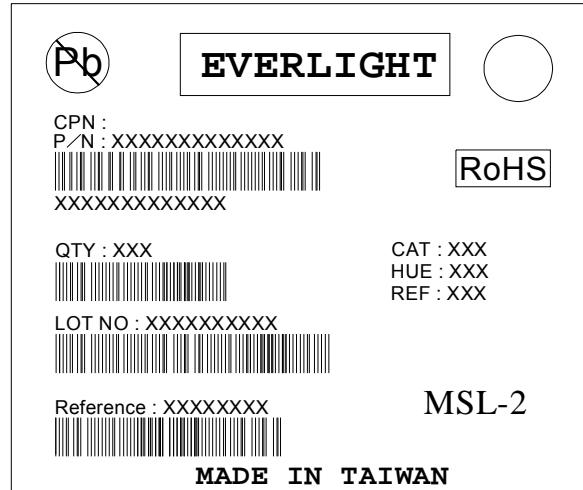 Pb
EVERLIGHT
CPN :
P/N : XXXXXXXXXXXXX
RoHS
XXXXXXXXXXXXX
QTY : XXX
CAT : XXX
HUE : XXX
REF : XXX
LOT NO : XXXXXXXXXX
Reference : XXXXXXXX
MSL-2
MADE IN TAIWAN